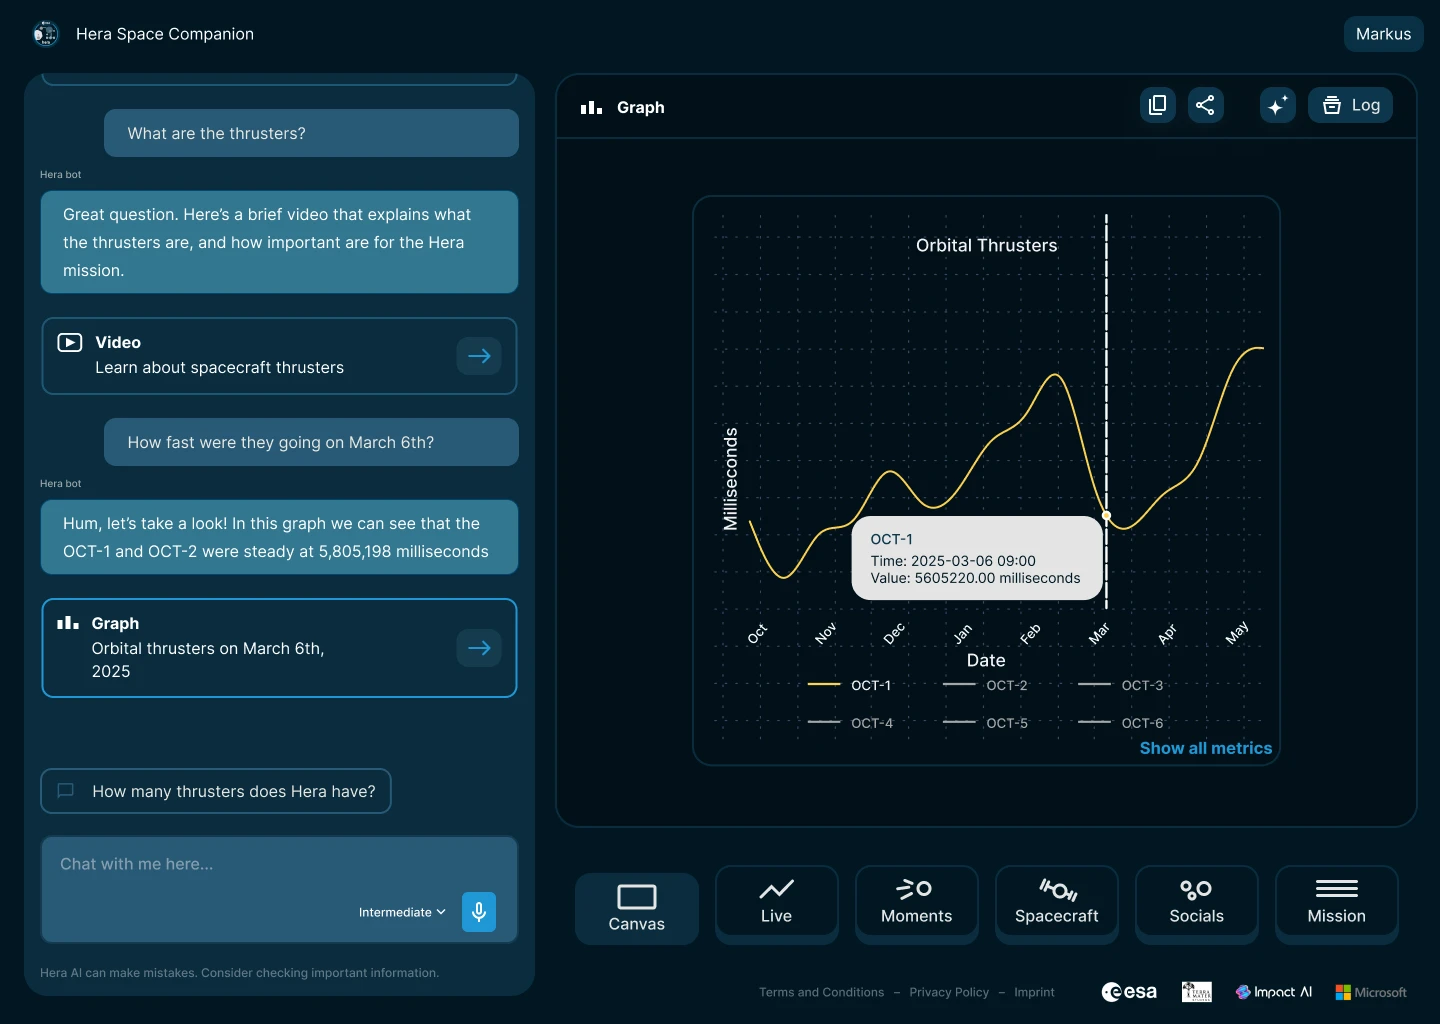 Hera Space Companion
Markus
What are the thrusters?
Hera bot
Great question. Here’s a brief video that explains what
the thrusters are, and how important are for the Hera
mission.
Video
Learn about spacecraft thrusters
How fast were they going on March 6th?
Hera bot
Hum, let’s take a look! In this graph we can see that the
OCT-1 and OCT-2 were steady at 5,805,198 milliseconds
Graph
Orbital thrusters on March 6th,
2025
How many thrusters does Hera have?
Chat with me here...
Intermediate
Hera AI can make mistakes. Consider checking important information.
Graph
Log
Orbital Thrusters
Milliseconds
OCT-1
Time: 2025-03-06 09:00
Value: 5605220.00 milliseconds
Oct Nov Dec Jan Feb Mar Apr May
Date
OCT-1 OCT-2 OCT-3
OCT-4 OCT-5 OCT-6
Show all metrics
Canvas
Live
Moments
Spacecraft
Socials
Mission
Terms and Conditions – Privacy Policy – Imprint
esa
TERRA
MATER
Impact AI
Microsoft